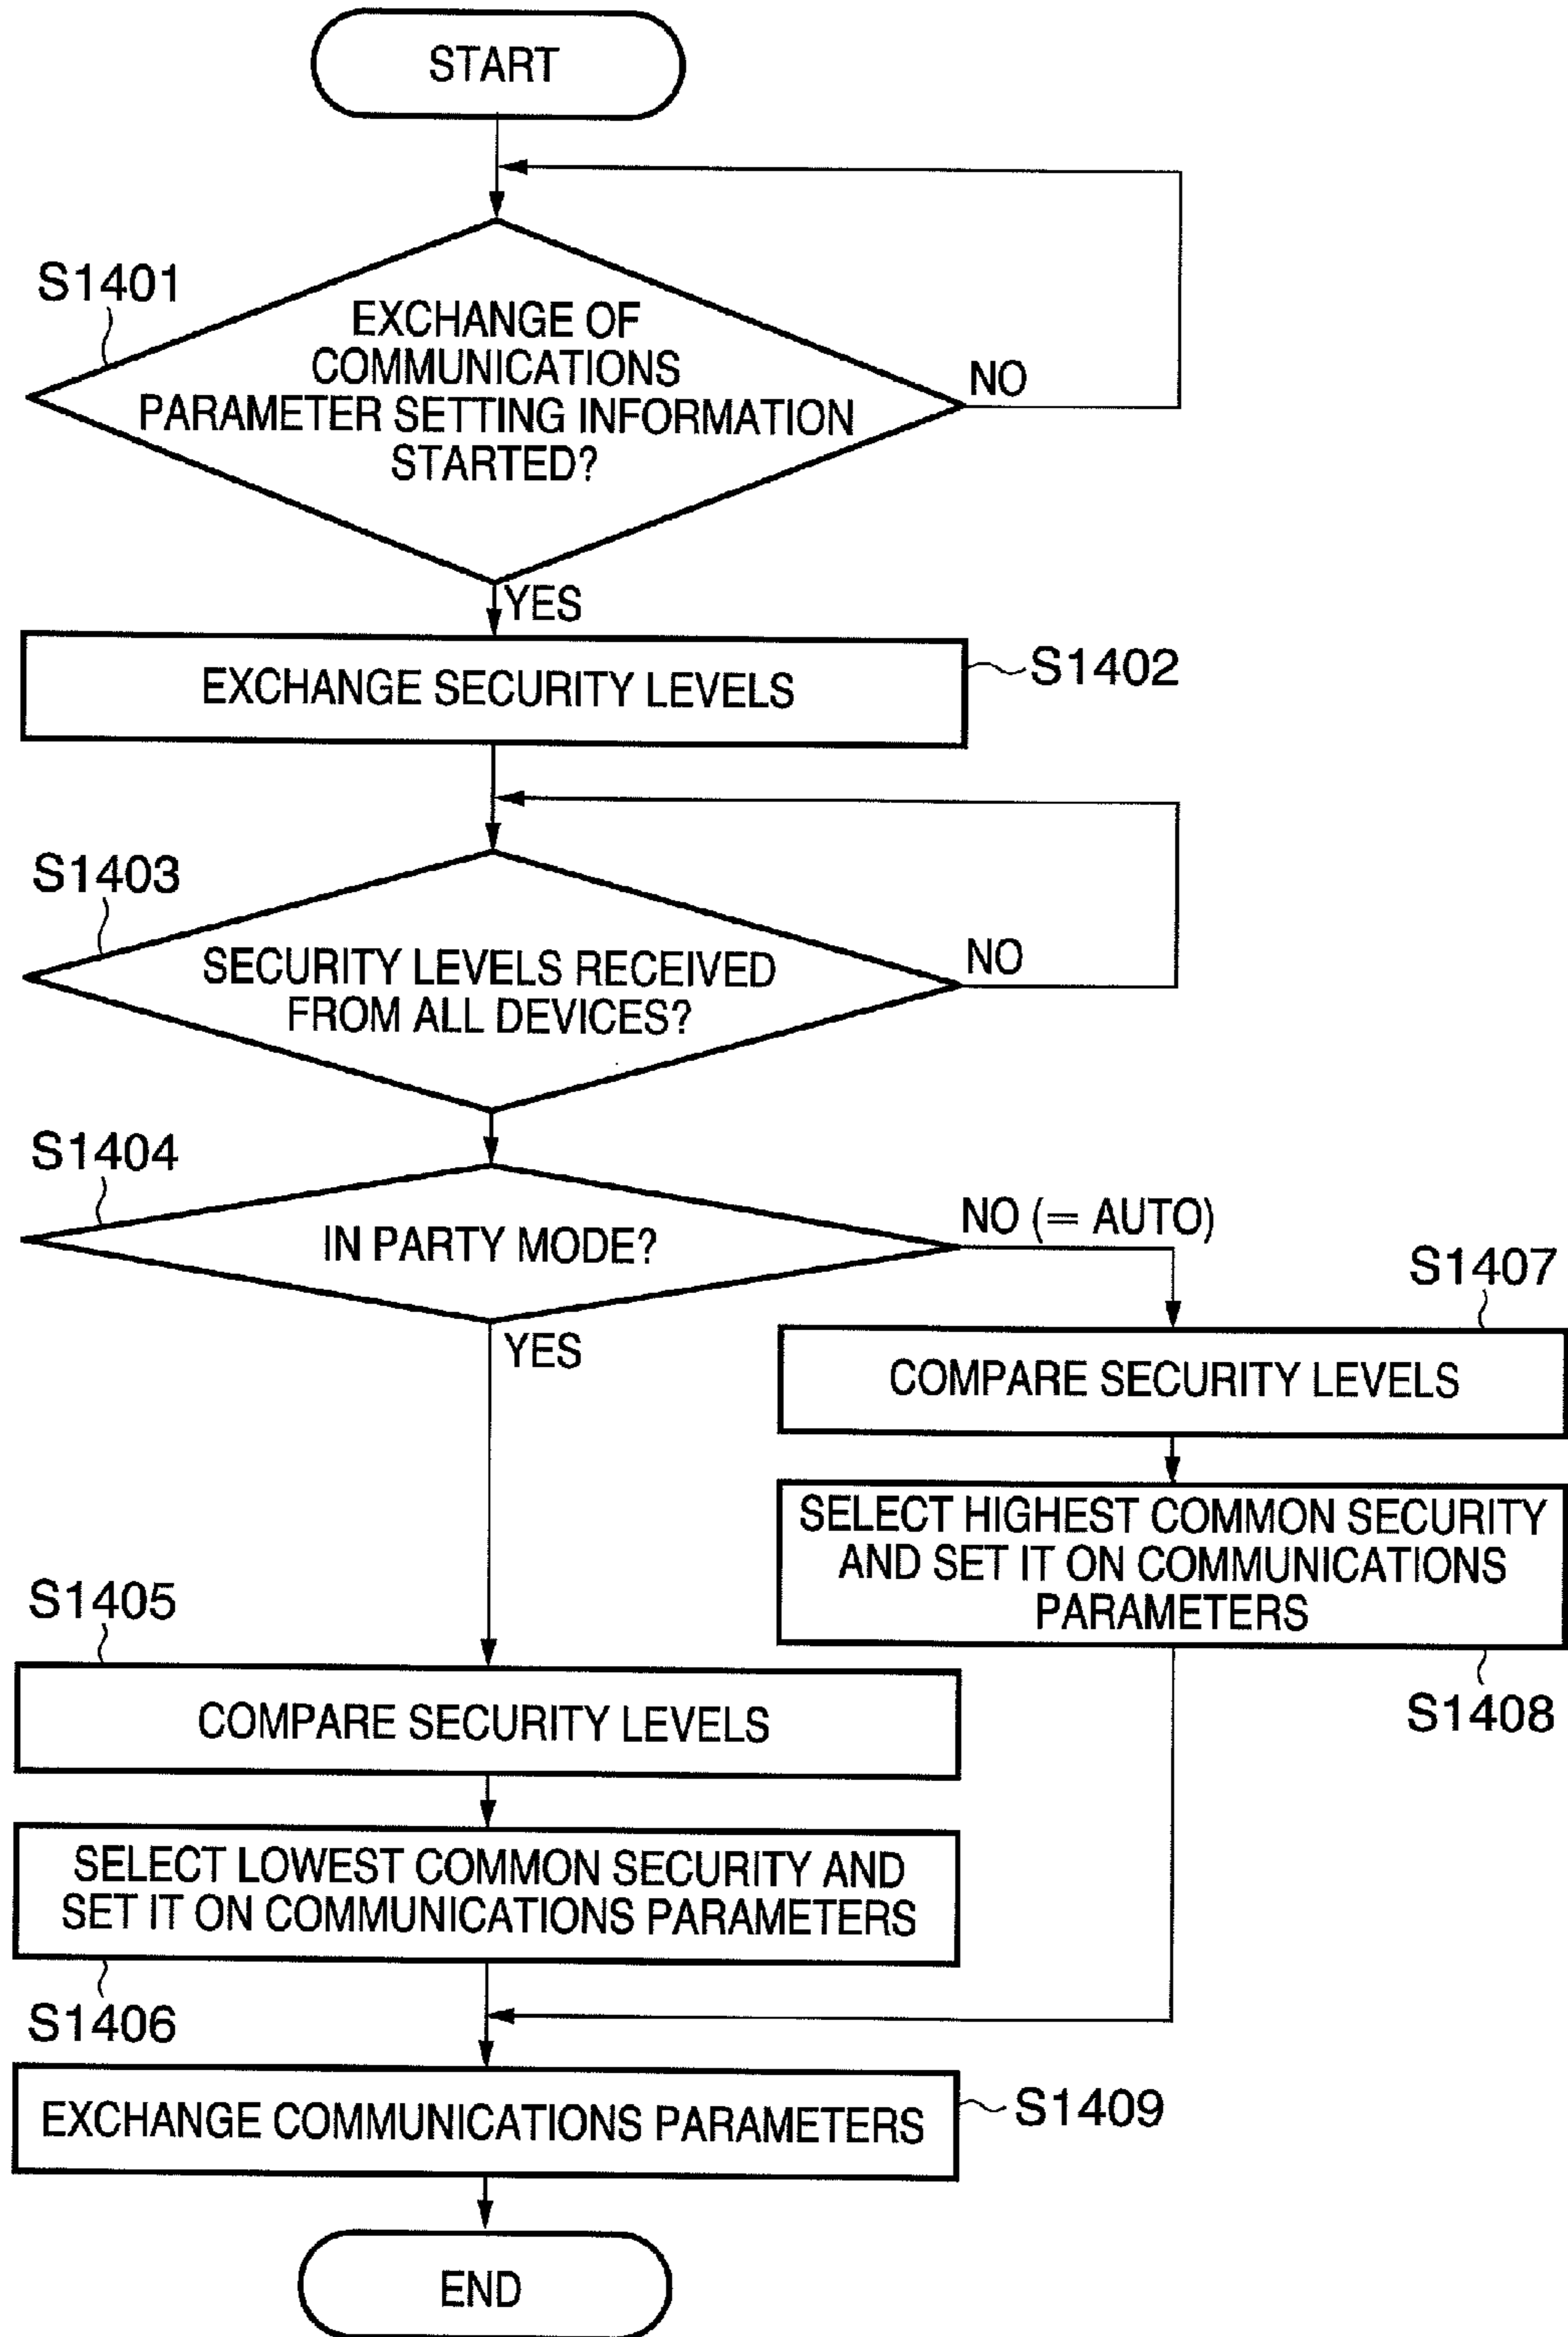 START
S1401
EXCHANGE OF
COMMUNICATIONS
PARAMETER SETTING INFORMATION
STARTED?
NO
YES
EXCHANGE SECURITY LEVELS
S1402
S1403
SECURITY LEVELS RECEIVED
FROM ALL DEVICES?
NO
S1404
IN PARTY MODE?
NO (= AUTO)
YES
S1407
COMPARE SECURITY LEVELS
SELECT HIGHEST COMMON SECURITY
AND SET IT ON COMMUNICATIONS
PARAMETERS
S1408
S1405
COMPARE SECURITY LEVELS
SELECT LOWEST COMMON SECURITY AND
SET IT ON COMMUNICATIONS PARAMETERS
S1406
EXCHANGE COMMUNICATIONS PARAMETERS
S1409
END